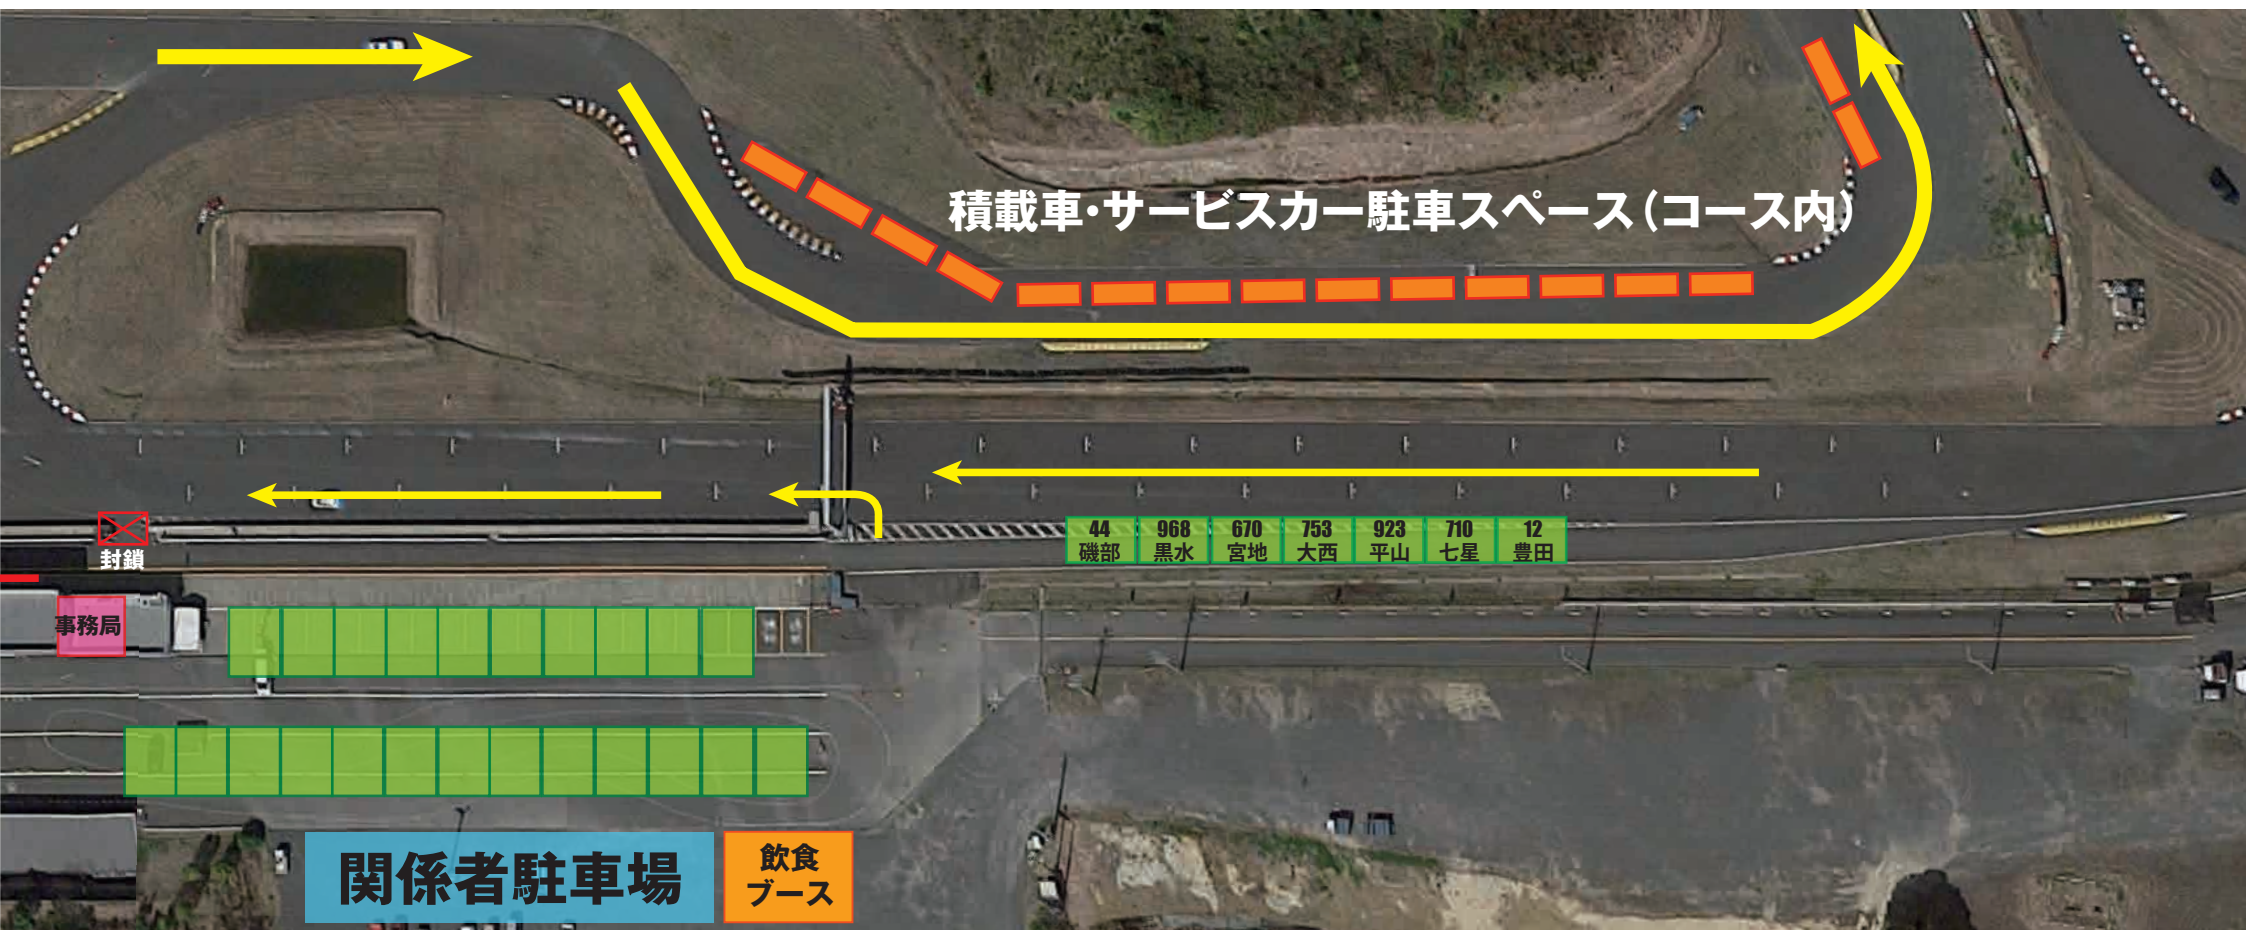 積載車・サービスカー駐車スペース（コース内）
44
磯部
968
黒水
670
宮地
753
大西
923
平山
710
七星
12
豊田
封鎖
事務局
関係者駐車場
飲食
ブース